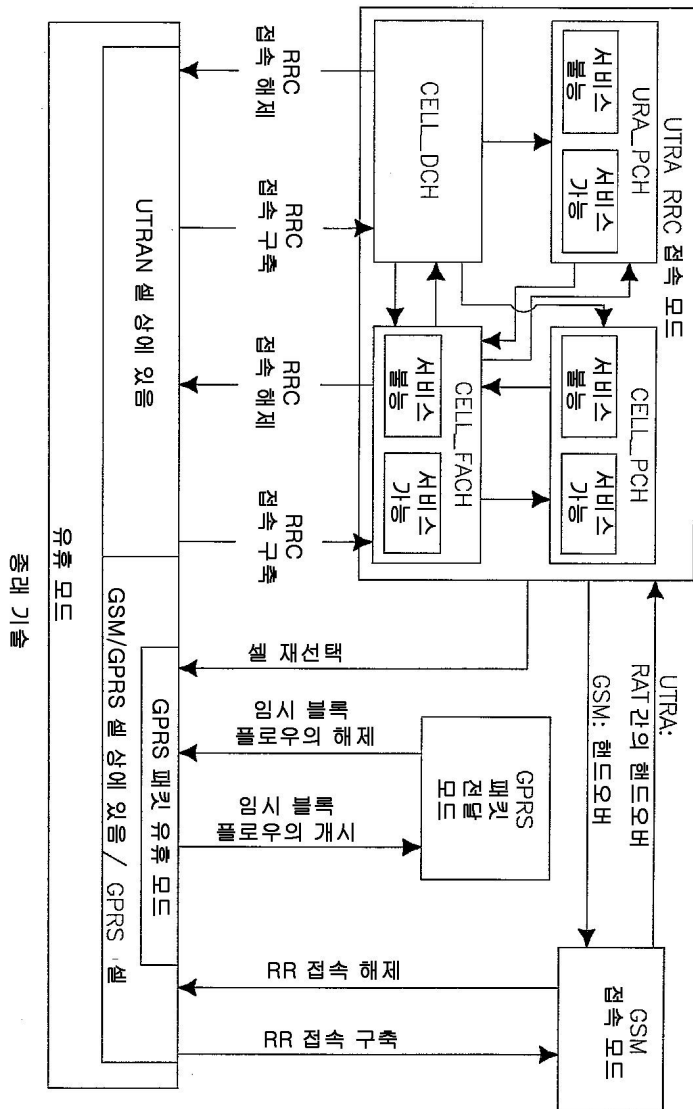 UTRA RRC 접속 모드
URA_PCH
서비스
불능
서비스
가능
CELL_PCH
서비스
불능
서비스
가능
CELL_DCH
CELL_FACH
서비스
불능
서비스
가능
UTRA:
RAT 간의 핸드오버
GSM: 핸드오버
GSM
접속 모드
GPRS
패킷
전달
모드
RRC
접속 해제
RRC
접속 구축
RRC
접속 해제
RRC
접속 구축
셀 재선택
임시 블록
플로우의 해제
임시 블록
플로우의 개시
RR 접속 해제
RR 접속 구축
UTRAN 셀 상에 있음
GPRS 패킷 유휴 모드
GSM/GPRS 셀 상에 있음 / GPRS 셀
유휴 모드
종래 기술